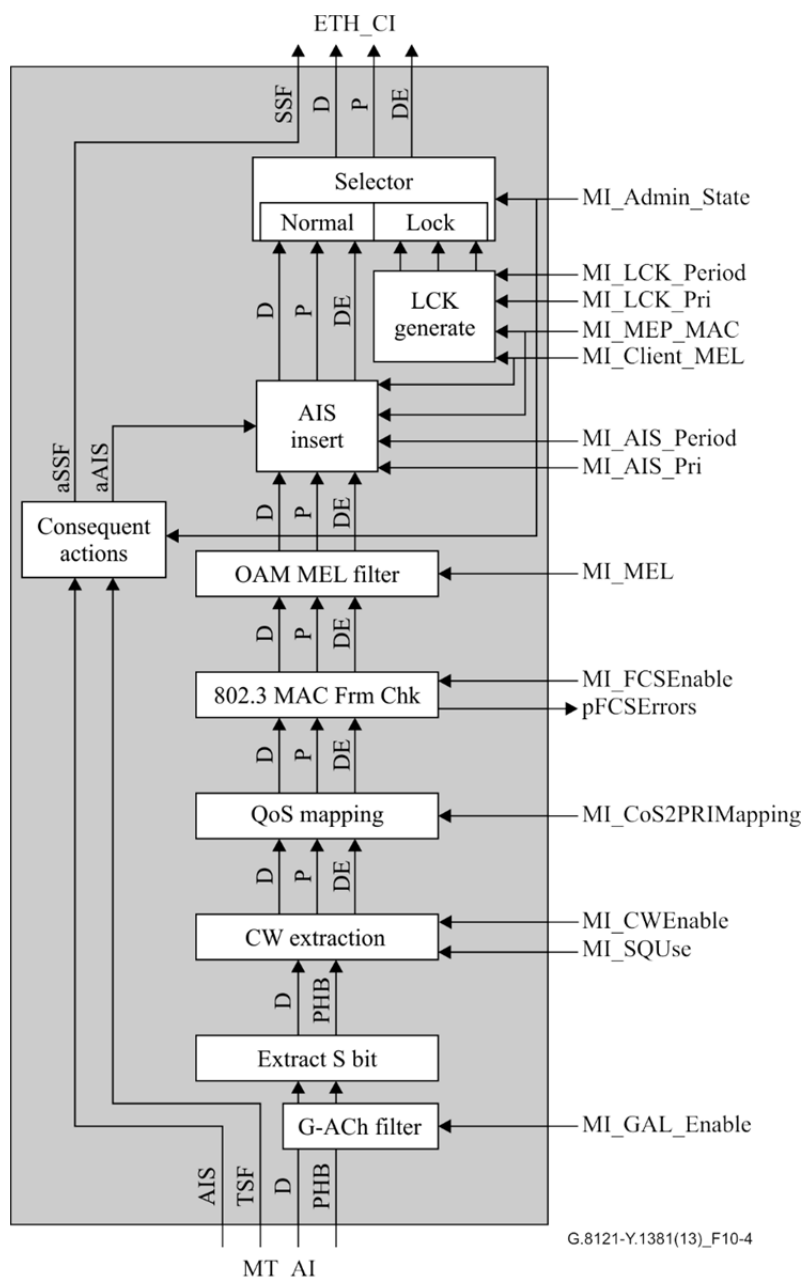 ETH_CI
SSF
D
P
DE
Selector
Normal
Lock
MI_Admin_State
MI_LCK_Period
LCK
generate
MI_LCK_Pri
MI_MEP_MAC
MI_Client_MEL
D
P
DE
AIS
insert
MI_AIS_Period
MI_AIS_Pri
aSSF
aAIS
Consequent
actions
D
P
DE
OAM MEL filter
MI_MEL
D
P
DE
802.3 MAC Frm Chk
MI_FCSEnable
pFCSErrors
D
P
DE
QoS mapping
MI_CoS2PRIMapping
D
P
DE
CW extraction
MI_CWEnable
MI_SQUse
D
PHB
Extract S bit
G-ACh filter
MI_GAL_Enable
AIS
TSF
D
PHB
G.8121-Y.1381(13)_F10-4
MT_AI